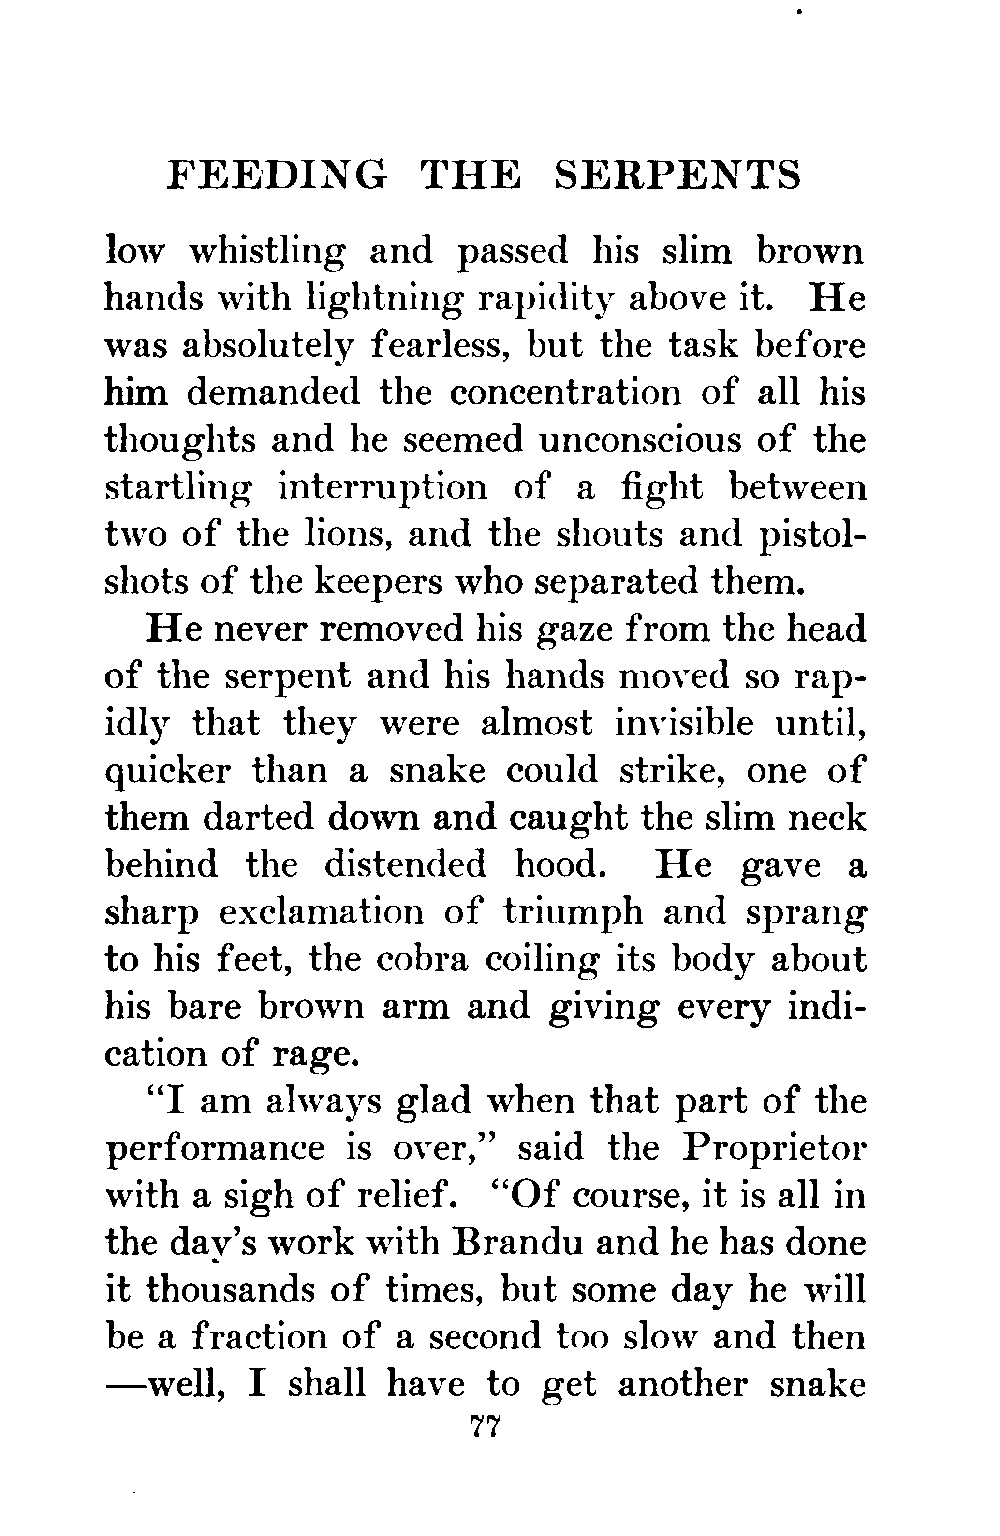 FEEDING THE SERPENTS
low whistling and passed his slim brown
hands with lightning rapidity above it. He
was absolutely fearless, but the task before
him demanded the concentration of all his
thoughts and he seemed unconscious of the
startling interruption of a fight between
two of the lions, and the shouts and pistol-
shots of the keepers who separated them.
He never removed his gaze from the head
of the serpent and his hands moved so rap-
idly that they were almost invisible until,
quicker than a snake could strike, one of
them darted down and caught the slim neck
behind the distended hood. He gave a
sharp exclamation of triumph and sprang
to his feet, the cobra coiling its body about
his bare brown arm and giving every indi-
cation of rage.
“I am always glad when that part of the
performance is over,” said the Proprietor
with a sigh of relief. “Of course, it is all in
the day’s work with Brandu and he has done
it thousands of times, but some day he will
be a fraction of a second too slow and then
—well, I shall have to get another snake
77